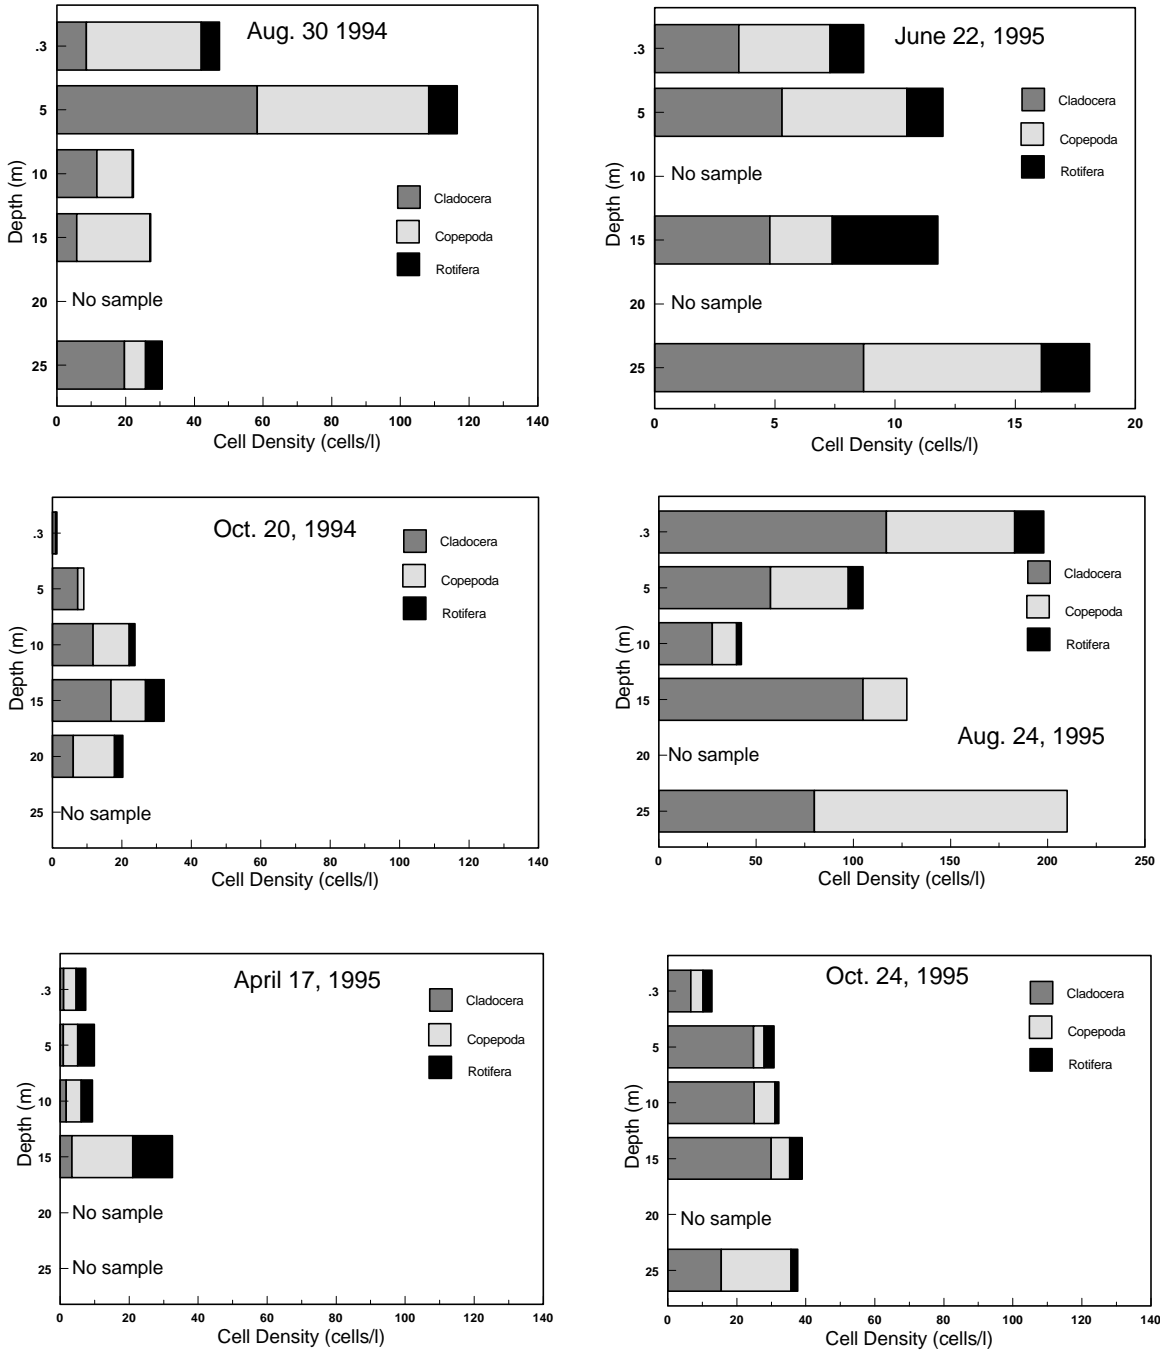 Aug. 30 1994
.3
5
10
15
20
25
Depth (m)
No sample
Cladocera
Copepoda
Rotifera
0 20 40 60 80 100 120 140
Cell Density (cells/l)
June 22, 1995
.3
5
10
15
20
25
Depth (m)
No sample
No sample
Cladocera
Copepoda
Rotifera
0 5 10 15 20
Cell Density (cells/l)
Oct. 20, 1994
.3
5
10
15
20
25
Depth (m)
No sample
Cladocera
Copepoda
Rotifera
0 20 40 60 80 100 120 140
Cell Density (cells/l)
Aug. 24, 1995
.3
5
10
15
20
25
Depth (m)
No sample
Cladocera
Copepoda
Rotifera
0 50 100 150 200 250
Cell Density (cells/l)
April 17, 1995
.3
5
10
15
20
25
Depth (m)
No sample
No sample
Cladocera
Copepoda
Rotifera
0 20 40 60 80 100 120 140
Cell Density (cells/l)
Oct. 24, 1995
.3
5
10
15
20
25
Depth (m)
No sample
Cladocera
Copepoda
Rotifera
0 20 40 60 80 100 120 140
Cell Density (cells/l)